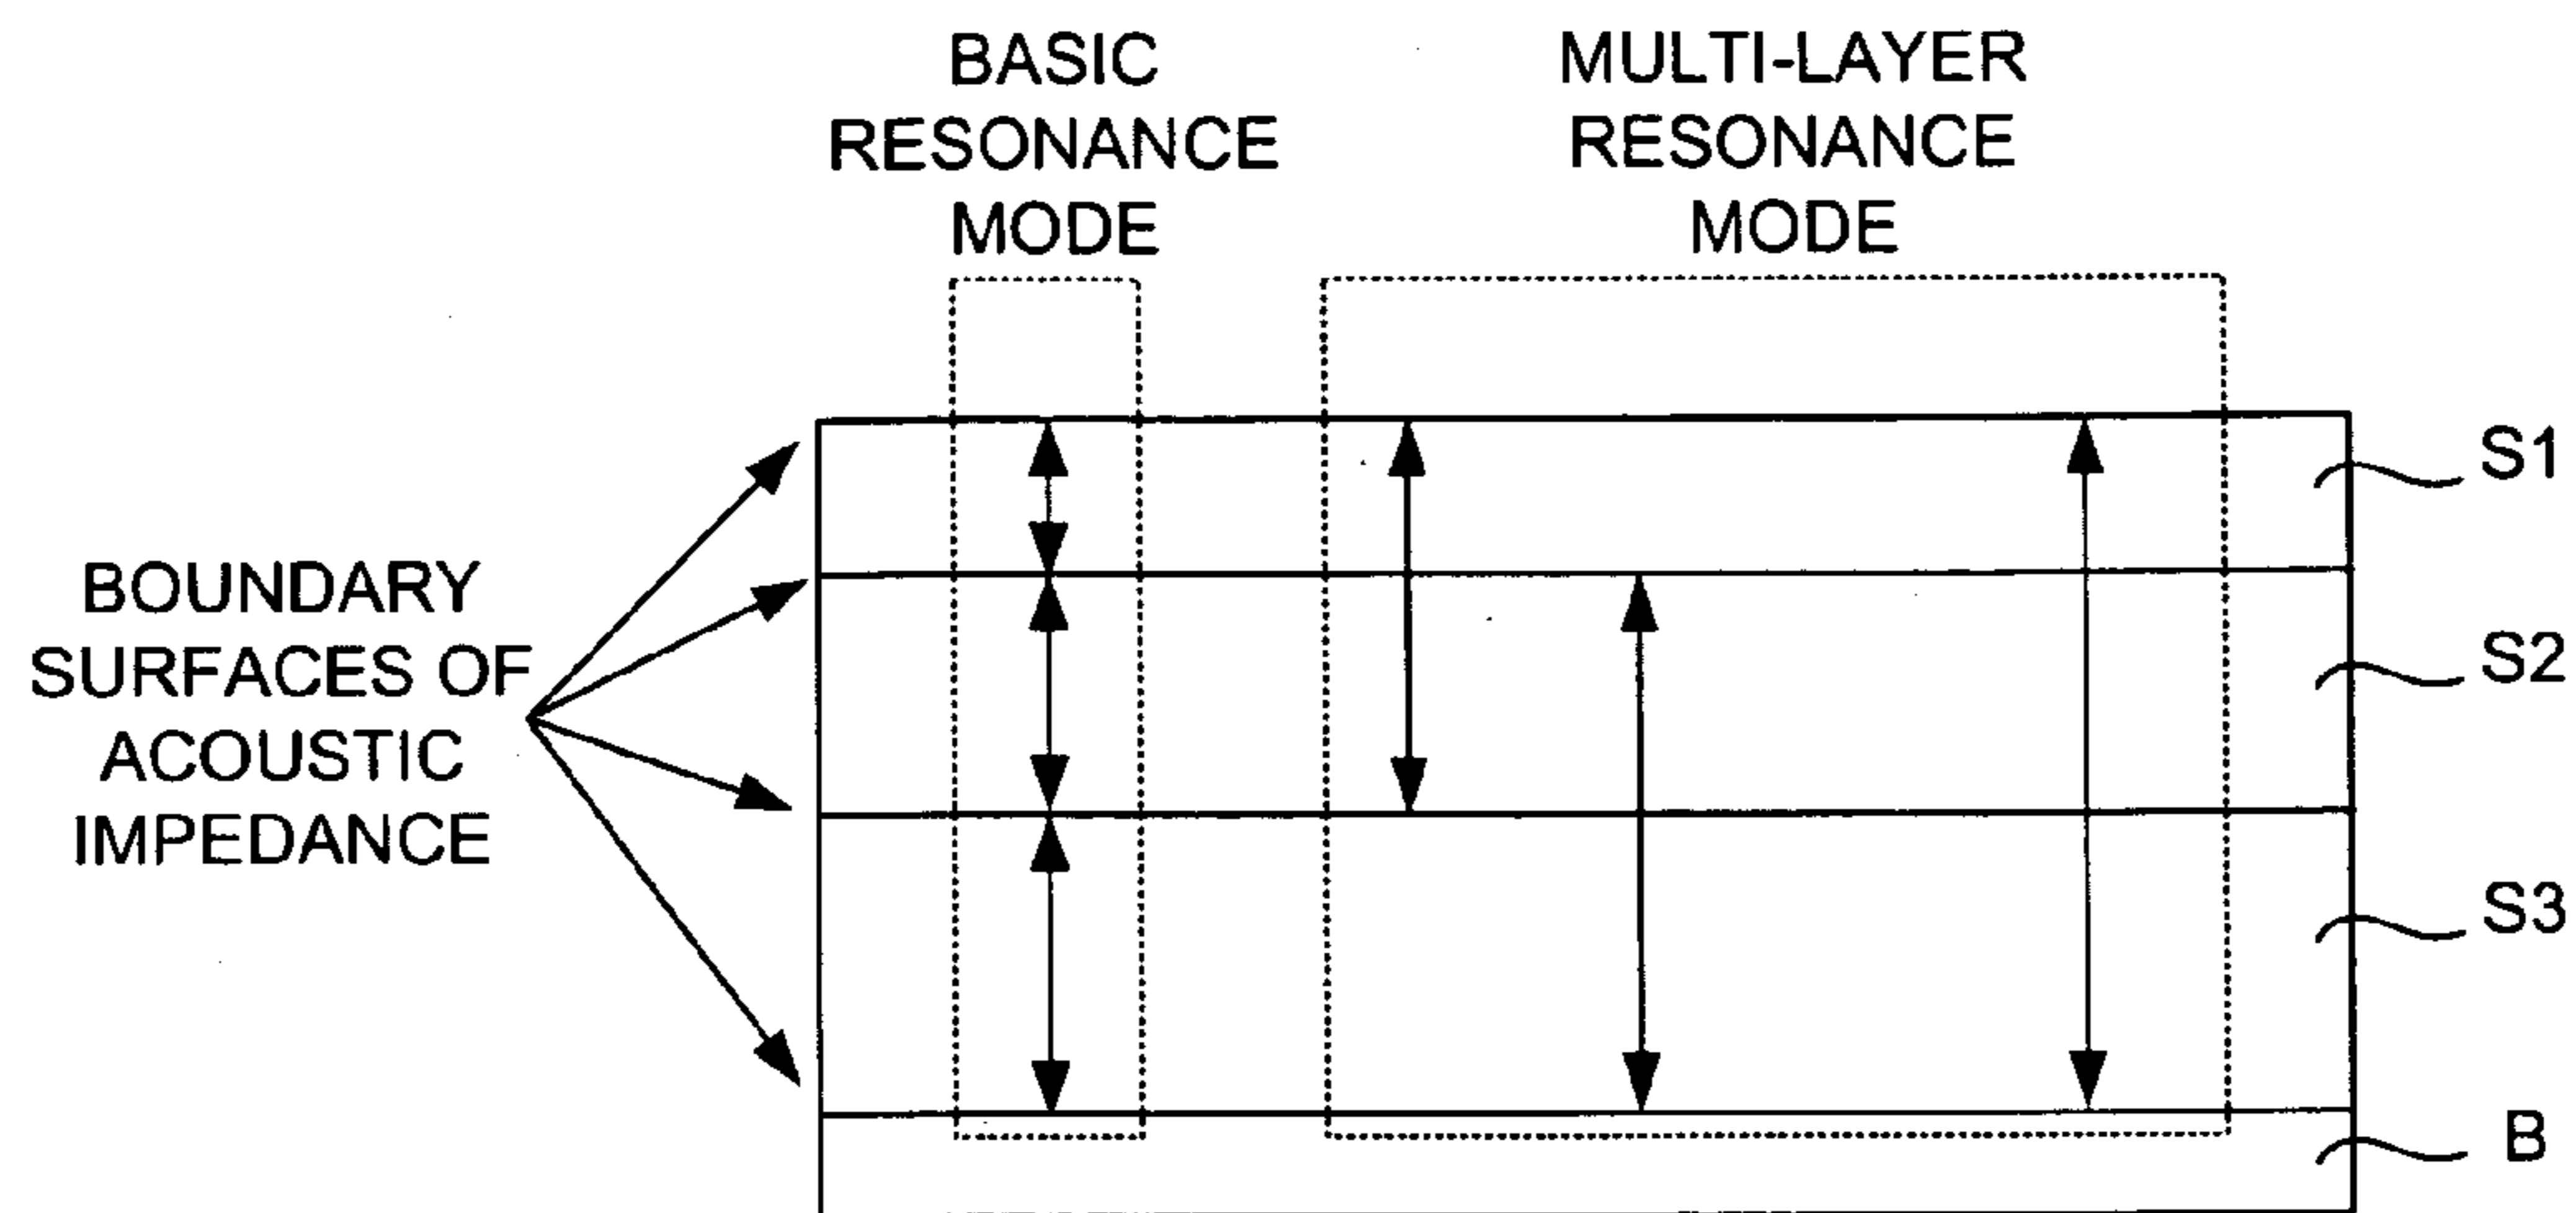 BASIC
RESONANCE
MODE
MULTI-LAYER
RESONANCE
MODE
BOUNDARY
SURFACES OF
ACOUSTIC
IMPEDANCE
S1
S2
S3
B